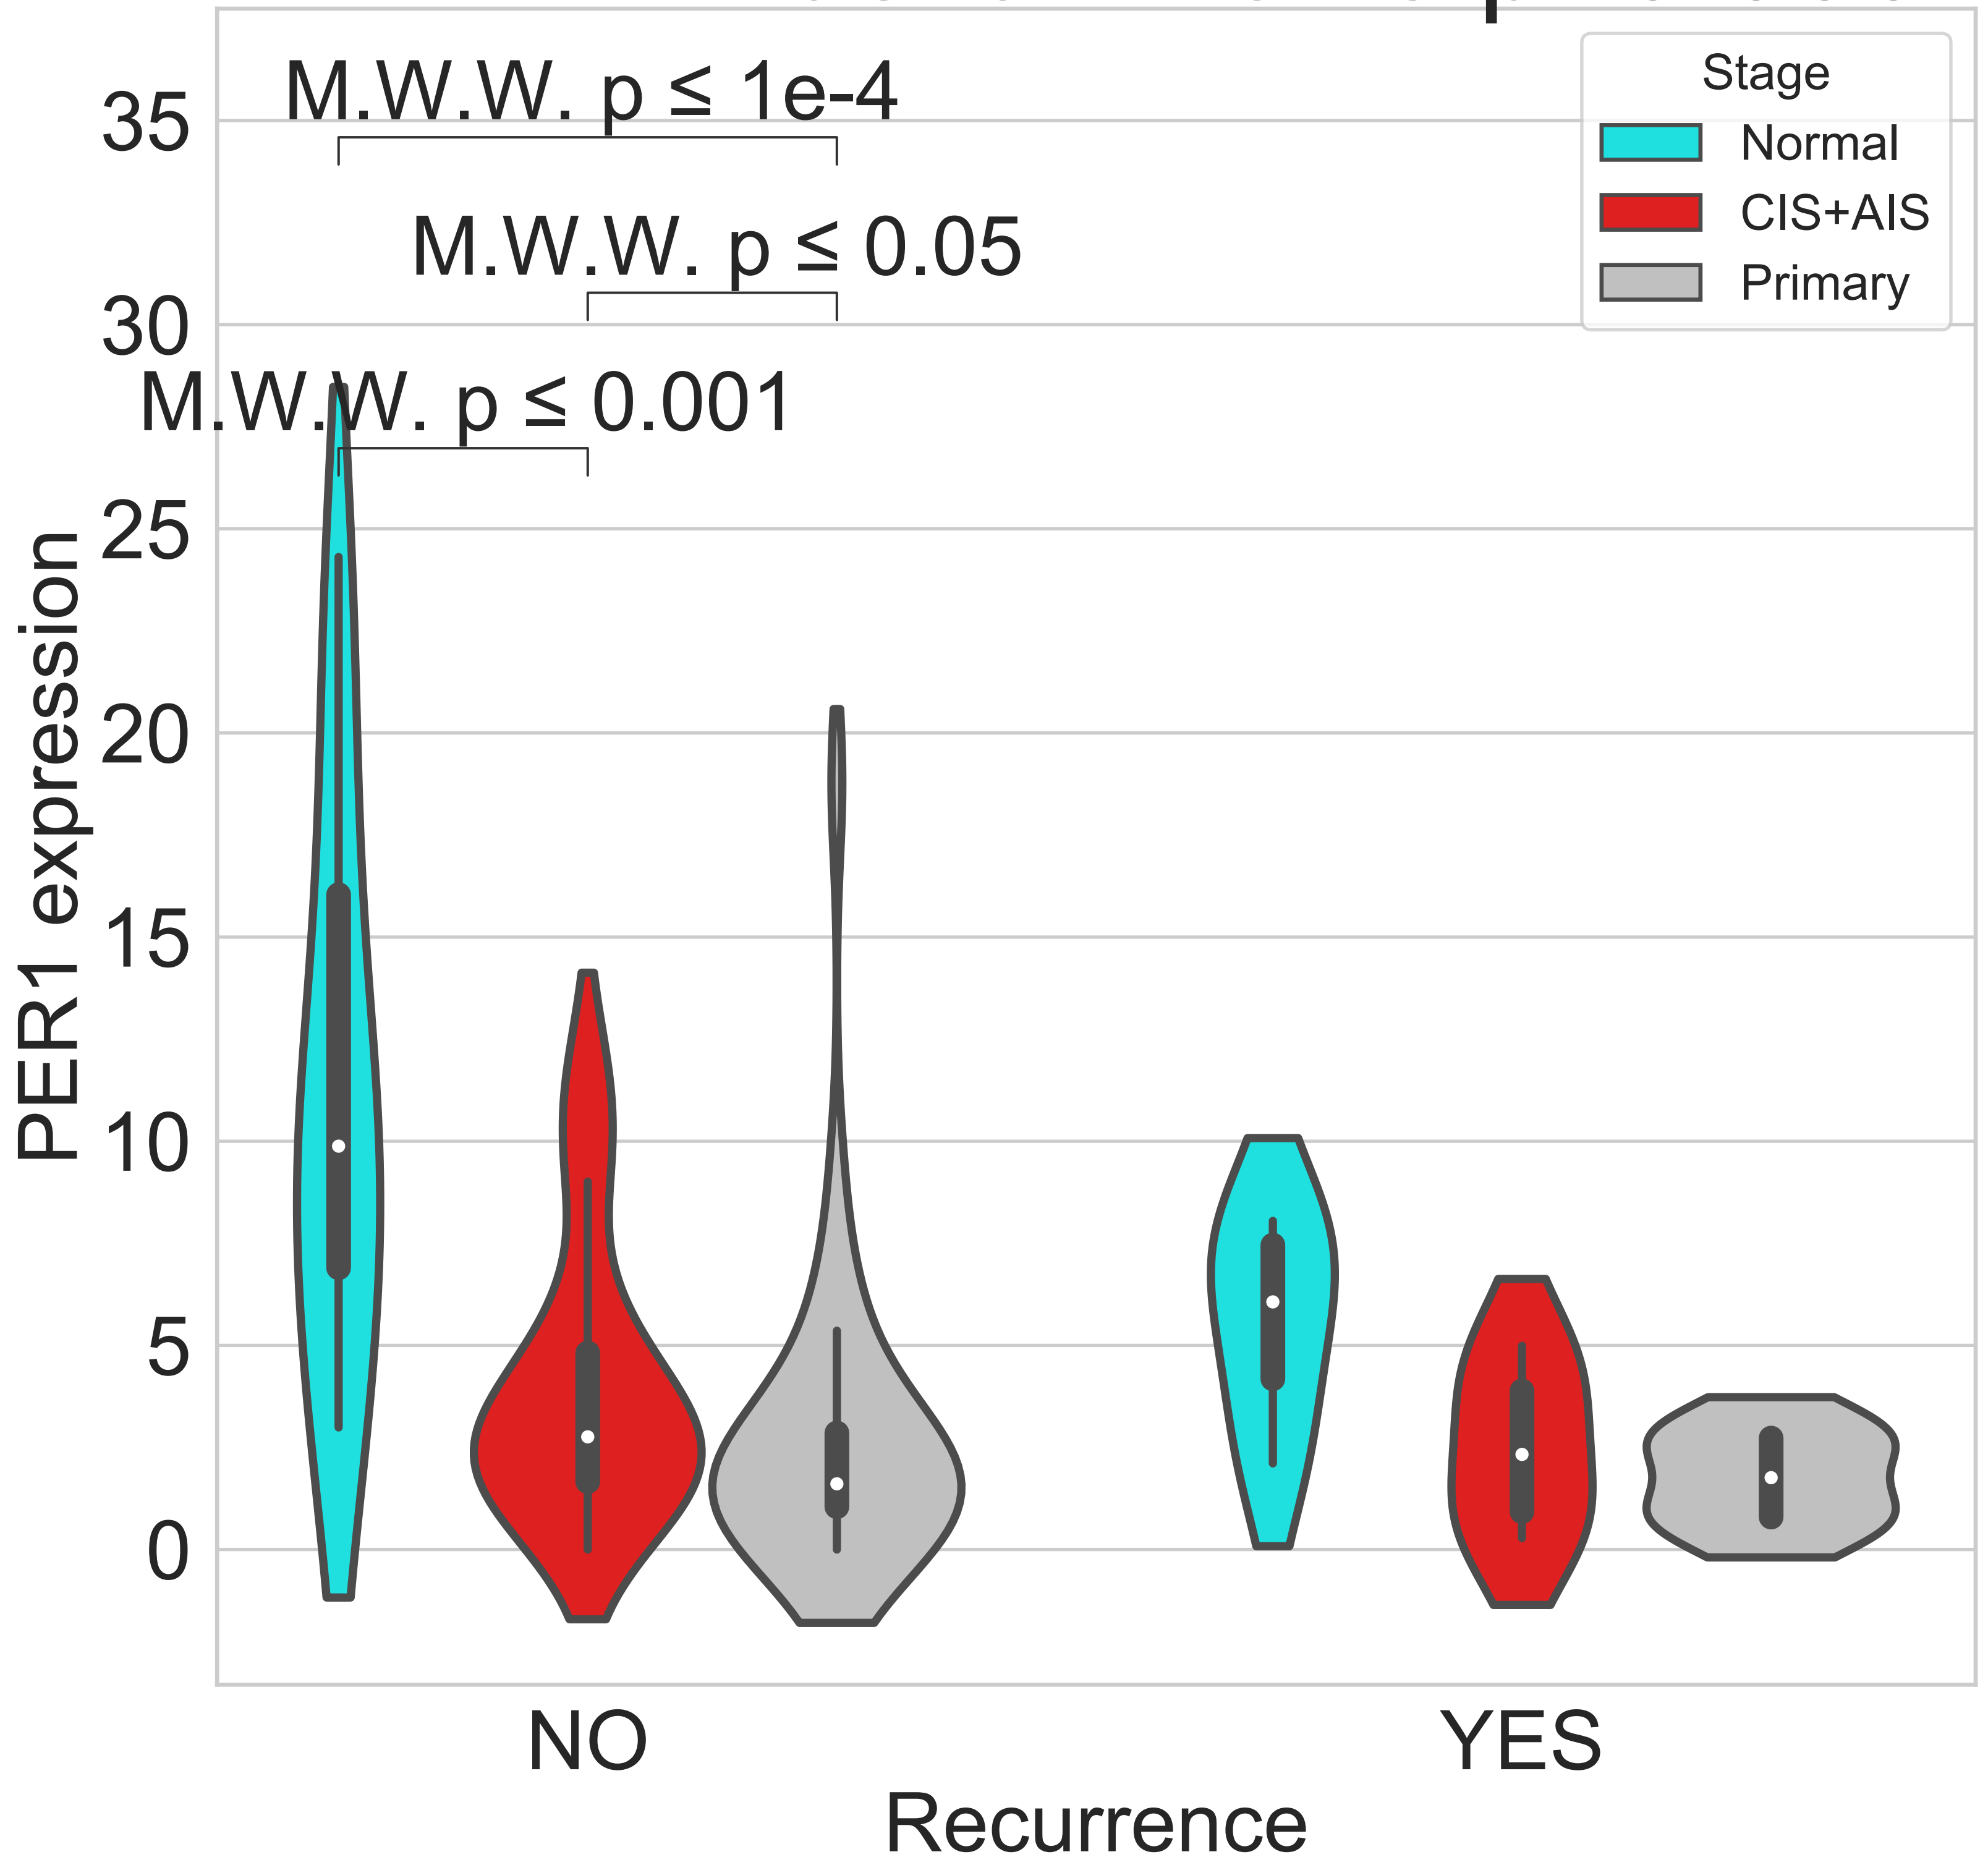 M.W.W. p ≤ 1e-4
M.W.W. p ≤ 0.05
M.W.W. p ≤ 0.001
Stage
Normal
CIS+AIS
Primary
35
30
25
20
15
10
5
0
PER1 expression
NO
YES
Recurrence